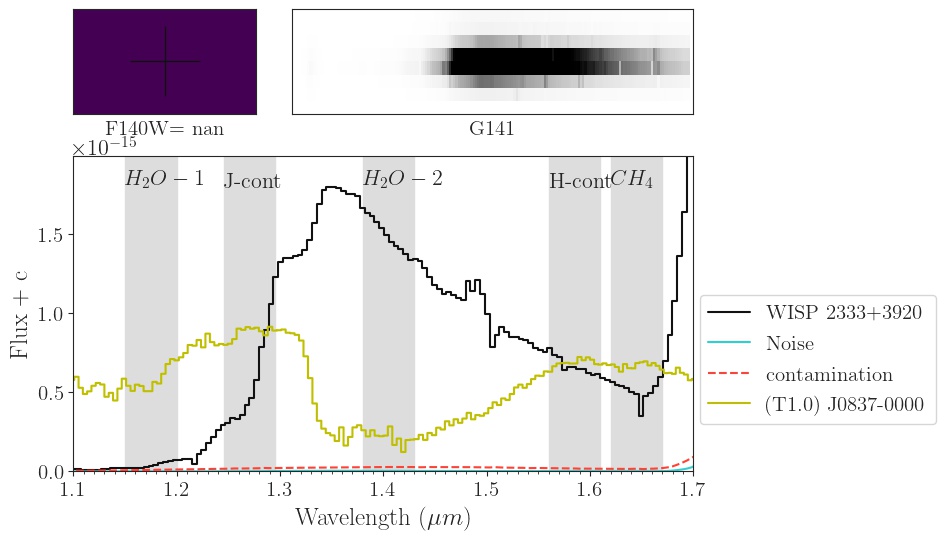 F140W= nan
G141
×10⁻¹⁵
H₂O − 1
J-cont
H₂O − 2
H-cont
CH₄
1.5
1.0
0.5
0.0
Flux + c
1.1
1.2
1.3
1.4
1.5
1.6
1.7
Wavelength (μm)
WISP 2333+3920
Noise
contamination
(T1.0) J0837-0000